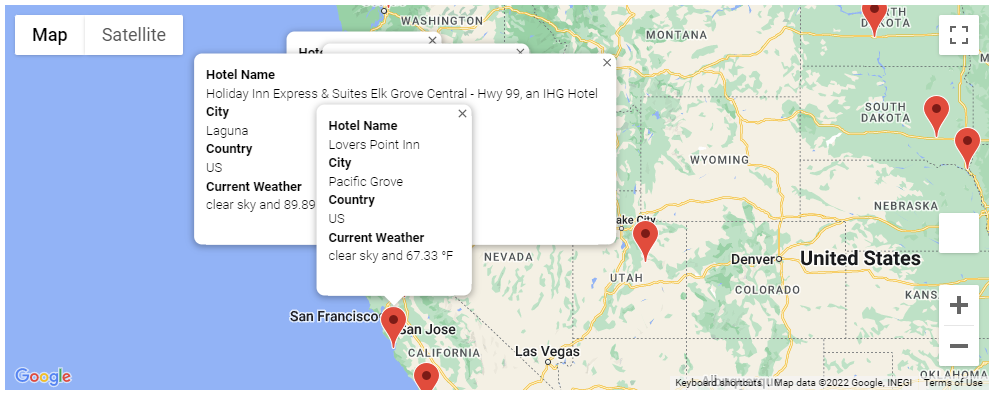 Map
Satellite
WASHINGTON
MONTANA
DAKOTA
SOUTH
DAKOTA
WYOMING
NEBRASKA
NEVADA
UTAH
Denver
United States
COLORADO
San Francisco
San Jose
CALIFORNIA
Las Vegas
OKLAHOMA
Hotel Name
Holiday Inn Express & Suites Elk Grove Central - Hwy 99, an IHG Hotel
City
Laguna
Country
US
Current Weather
clear sky and 89.89
Hotel Name
Lovers Point Inn
City
Pacific Grove
Country
US
Current Weather
clear sky and 67.33 °F
Google
Keyboard shortcuts
Map data ©2022 Google, INEGI
Terms of Use